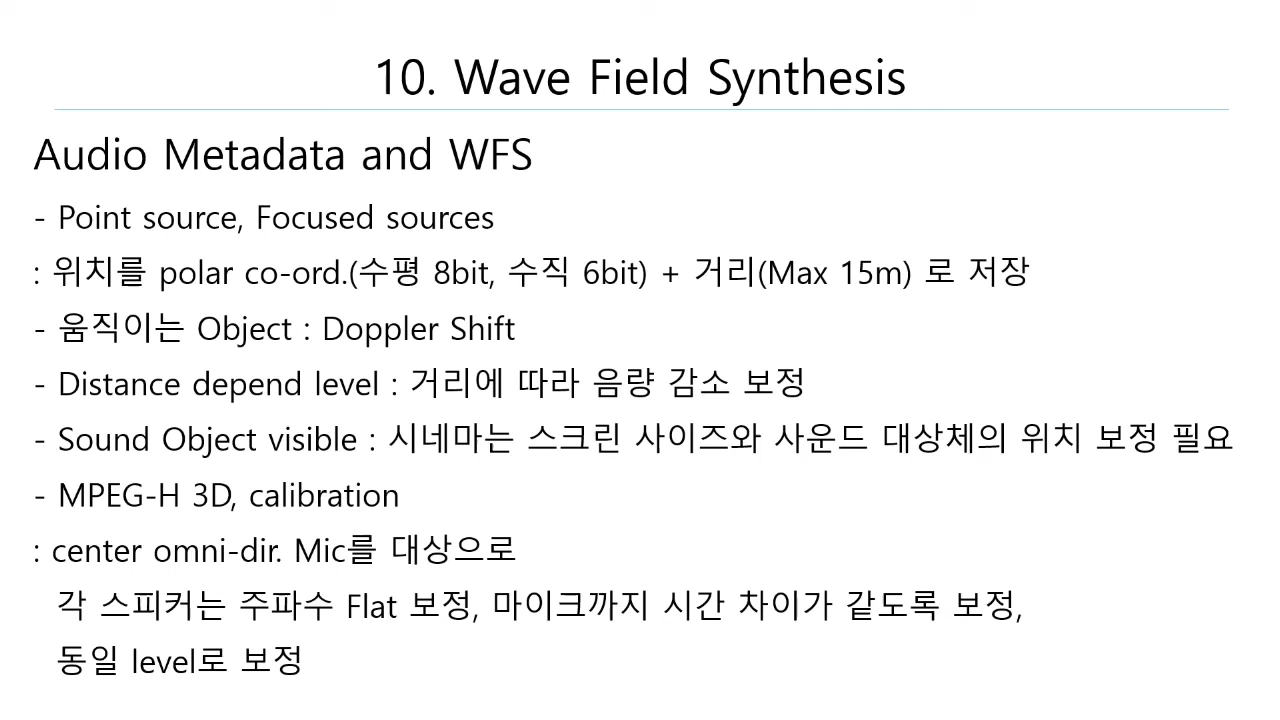 10. Wave Field Synthesis
Audio Metadata and WFS
- Point source, Focused sources
: 위치를 polar co-ord.(수평 8bit, 수직 6bit) + 거리(Max 15m) 로 저장
- 움직이는 Object : Doppler Shift
- Distance depend level : 거리에 따라 음량 감소 보정
- Sound Object visible : 시네마는 스크린 사이즈와 사운드 대상체의 위치 보정 필요
- MPEG-H 3D, calibration
: center omni-dir. Mic를 대상으로
각 스피커는 주파수 Flat 보정, 마이크까지 시간 차이가 같도록 보정,
동일 level로 보정